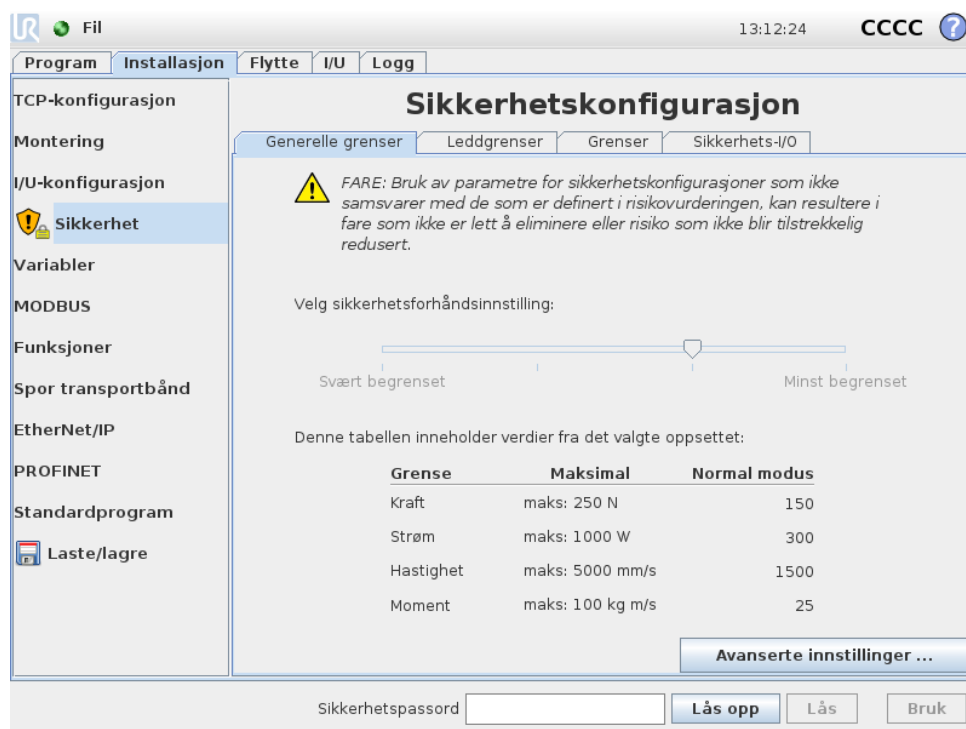 UR Fil 13:12:24 CCCC ?
Program Installasjon Flytte I/U Logg
TCP-konfigurasjon
Montering
I/U-konfigurasjon
Sikkerhet
Variabler
MODBUS
Funksjoner
Spor transportbånd
EtherNet/IP
PROFINET
Standardprogram
Laste/lagre
Sikkerhetskonfigurasjon
Generelle grenser Leddgrenser Grenser Sikkerhets-I/O
FARE: Bruk av parametre for sikkerhetskonfigurasjoner som ikke
samsvarer med de som er definert i risikovurderingen, kan resultere i
fare som ikke er lett å eliminere eller risiko som ikke blir tilstrekkelig
redusert.
Velg sikkerhetsforhåndsinnstilling:
Svært begrenset Minst begrenset
Denne tabellen inneholder verdier fra det valgte oppsettet:
Grense Maksimal Normal modus
Kraft maks: 250 N 150
Strøm maks: 1000 W 300
Hastighet maks: 5000 mm/s 1500
Moment maks: 100 kg m/s 25
Avanserte innstillinger ...
Sikkerhetspassord Lås opp Lås Bruk